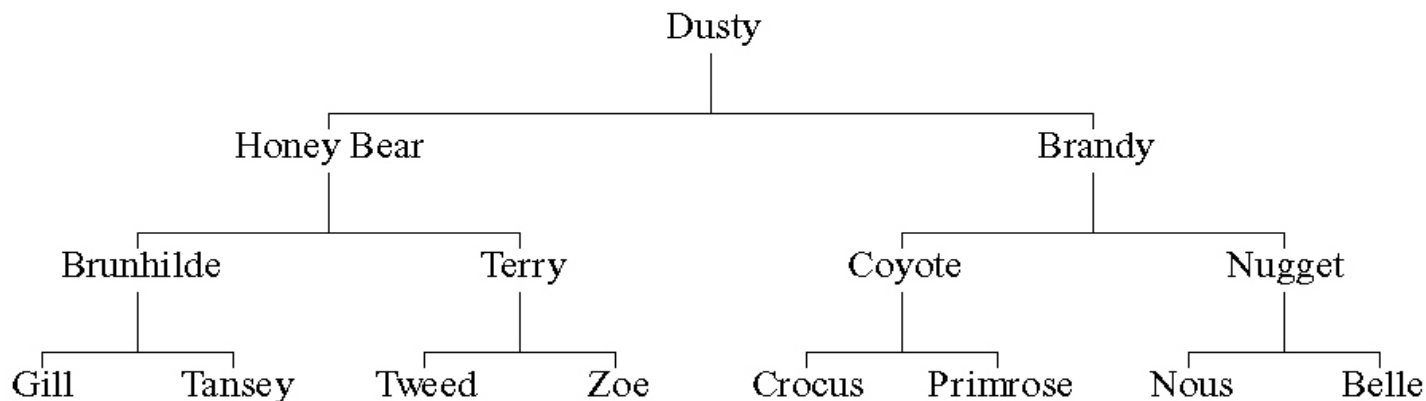 Dusty
Honey Bear Brandy
Brunhilde Terry Coyote Nugget
Gill Tansey Tweed Zoe Crocus Primrose Nous Belle